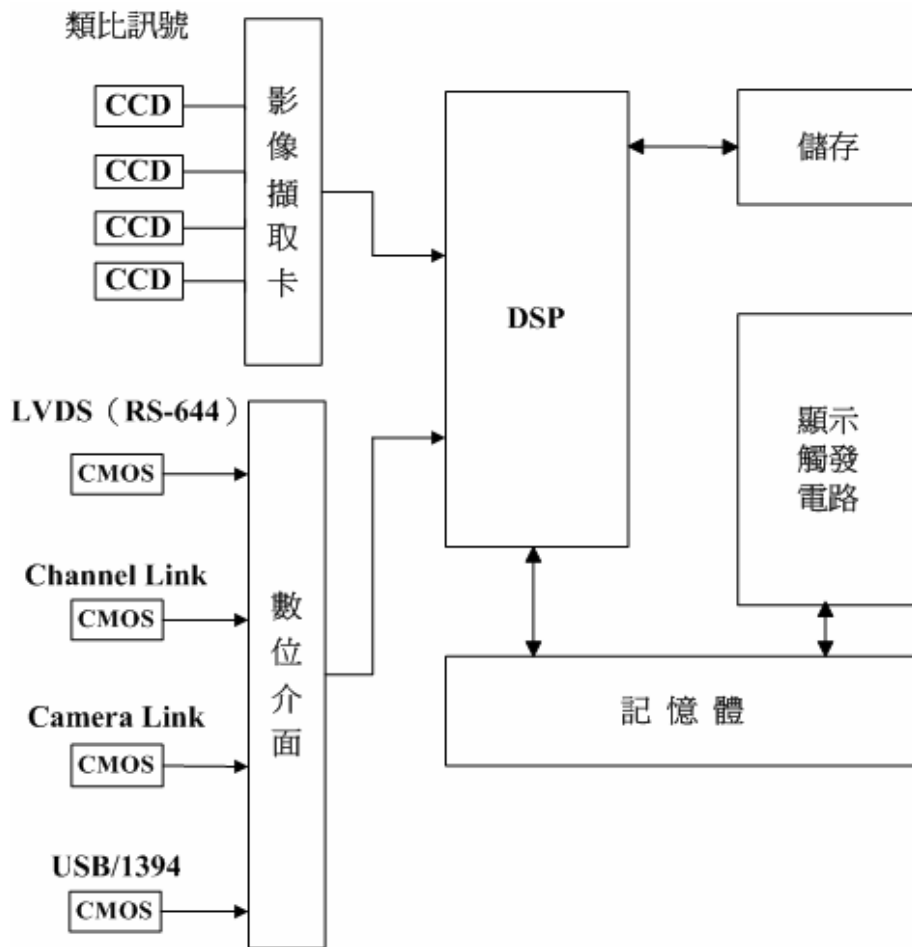 類比訊號
CCD
CCD
CCD
CCD
影像擷取卡
LVDS（RS-644）
CMOS
Channel Link
CMOS
Camera Link
CMOS
USB/1394
CMOS
數位介面
DSP
儲存
顯示
觸發
電路
記憶體